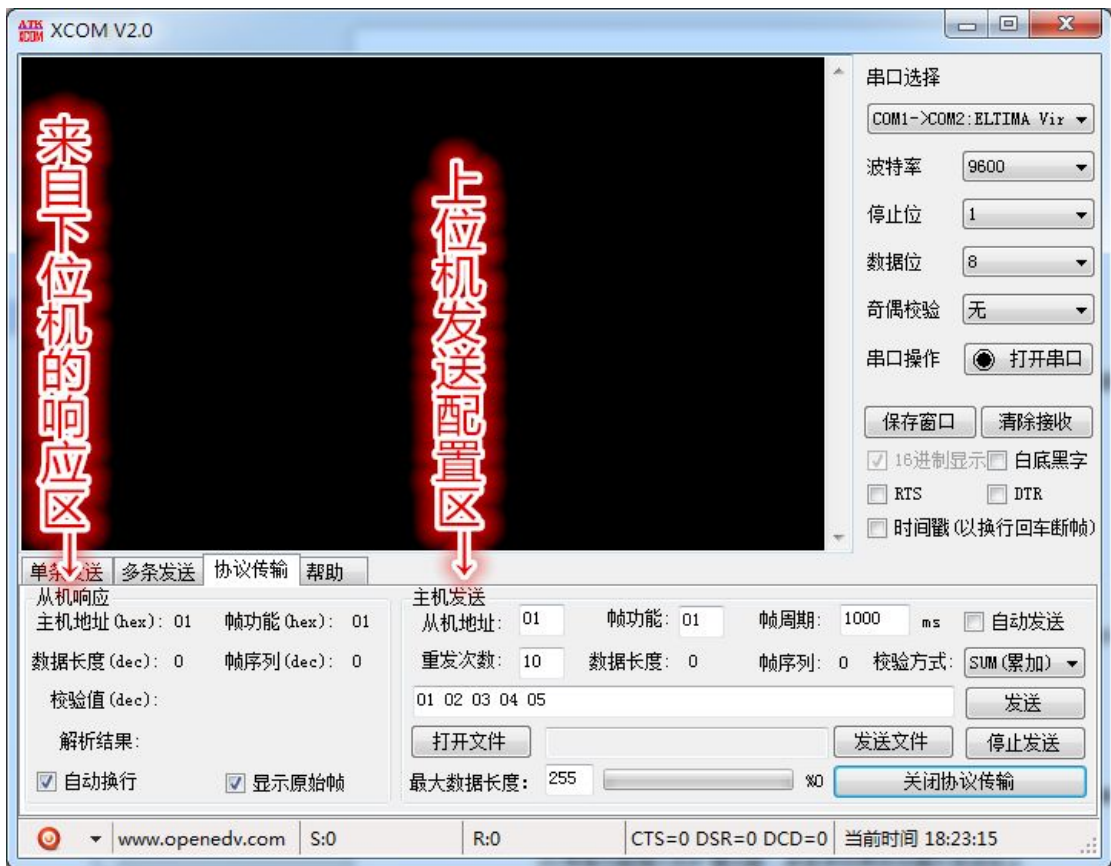 ATK XCOM XCOM V2.0
来自下位机的响应区
上位机发送配置区
串口选择
COM1->COM2:ELTIMA Vir
波特率 9600
停止位 1
数据位 8
奇偶校验 无
串口操作 打开串口
保存窗口 清除接收
16进制显示 白底黑字
RTS DTR
时间戳(以换行回车断帧)
单条发送 多条发送 协议传输 帮助
从机响应
主机地址(hex): 01 帧功能(hex): 01
数据长度(dec): 0 帧序列(dec): 0
校验值(dec):
解析结果:
自动换行 显示原始帧
主机发送
从机地址: 01 帧功能: 01 帧周期: 1000 ms 自动发送
重发次数: 10 数据长度: 0 帧序列: 0 校验方式: SUM(累加)
01 02 03 04 05 发送
打开文件 发送文件 停止发送
最大数据长度: 255 %0 关闭协议传输
www.openedv.com S:0 R:0 CTS=0 DSR=0 DCD=0 当前时间 18:23:15